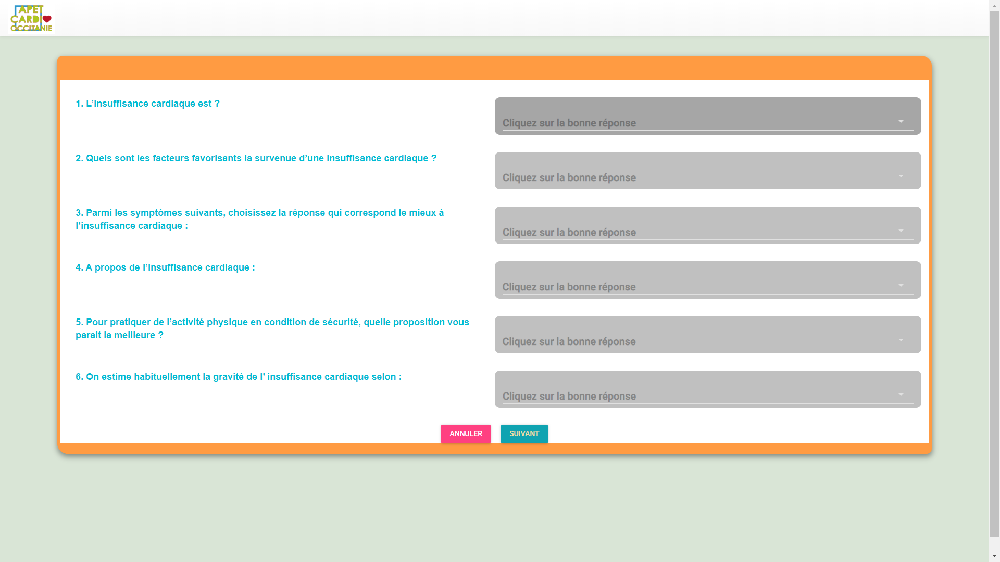 APET
CARDI
OCCITANIE
1. L’insuffisance cardiaque est ?
Cliquez sur la bonne réponse
2. Quels sont les facteurs favorisants la survenue d’une insuffisance cardiaque ?
Cliquez sur la bonne réponse
3. Parmi les symptômes suivants, choisissez la réponse qui correspond le mieux à
l’insuffisance cardiaque :
Cliquez sur la bonne réponse
4. A propos de l’insuffisance cardiaque :
Cliquez sur la bonne réponse
5. Pour pratiquer de l’activité physique en condition de sécurité, quelle proposition vous
parait la meilleure ?
Cliquez sur la bonne réponse
6. On estime habituellement la gravité de l’ insuffisance cardiaque selon :
Cliquez sur la bonne réponse
ANNULER SUIVANT